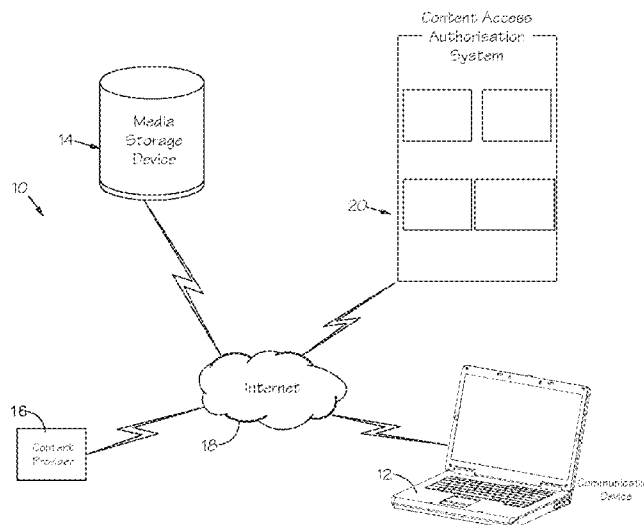 Content Access
Authorisation
System
Media
Storage
Device
14
10
20
Internet
16
18
Content
Provider
12
Communication
Device